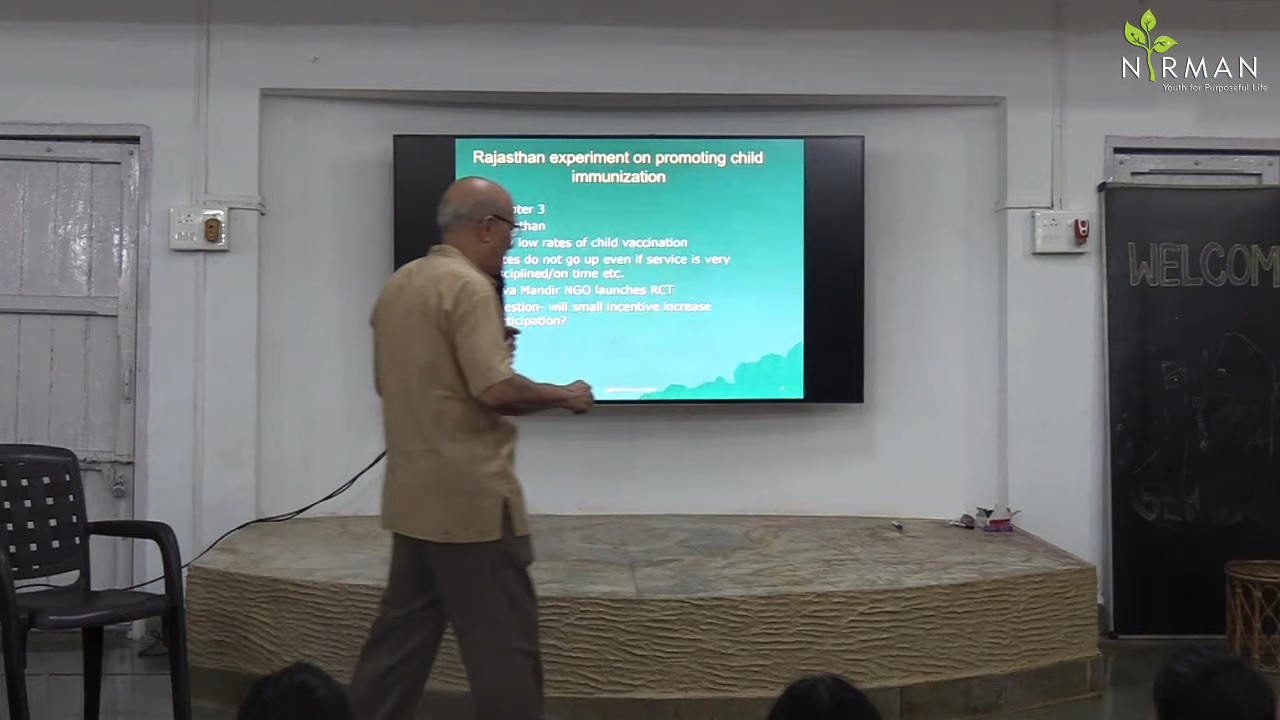 NIRMAN
Youth for Purposeful Life
Rajasthan experiment on promoting child
immunization
pter 3
than
low rates of child vaccination
es do not go up even if service is very
ciplined/on time etc.
va Mandir NGO launches RCT
estion- will small incentive increase
ticipation?
WELCOM